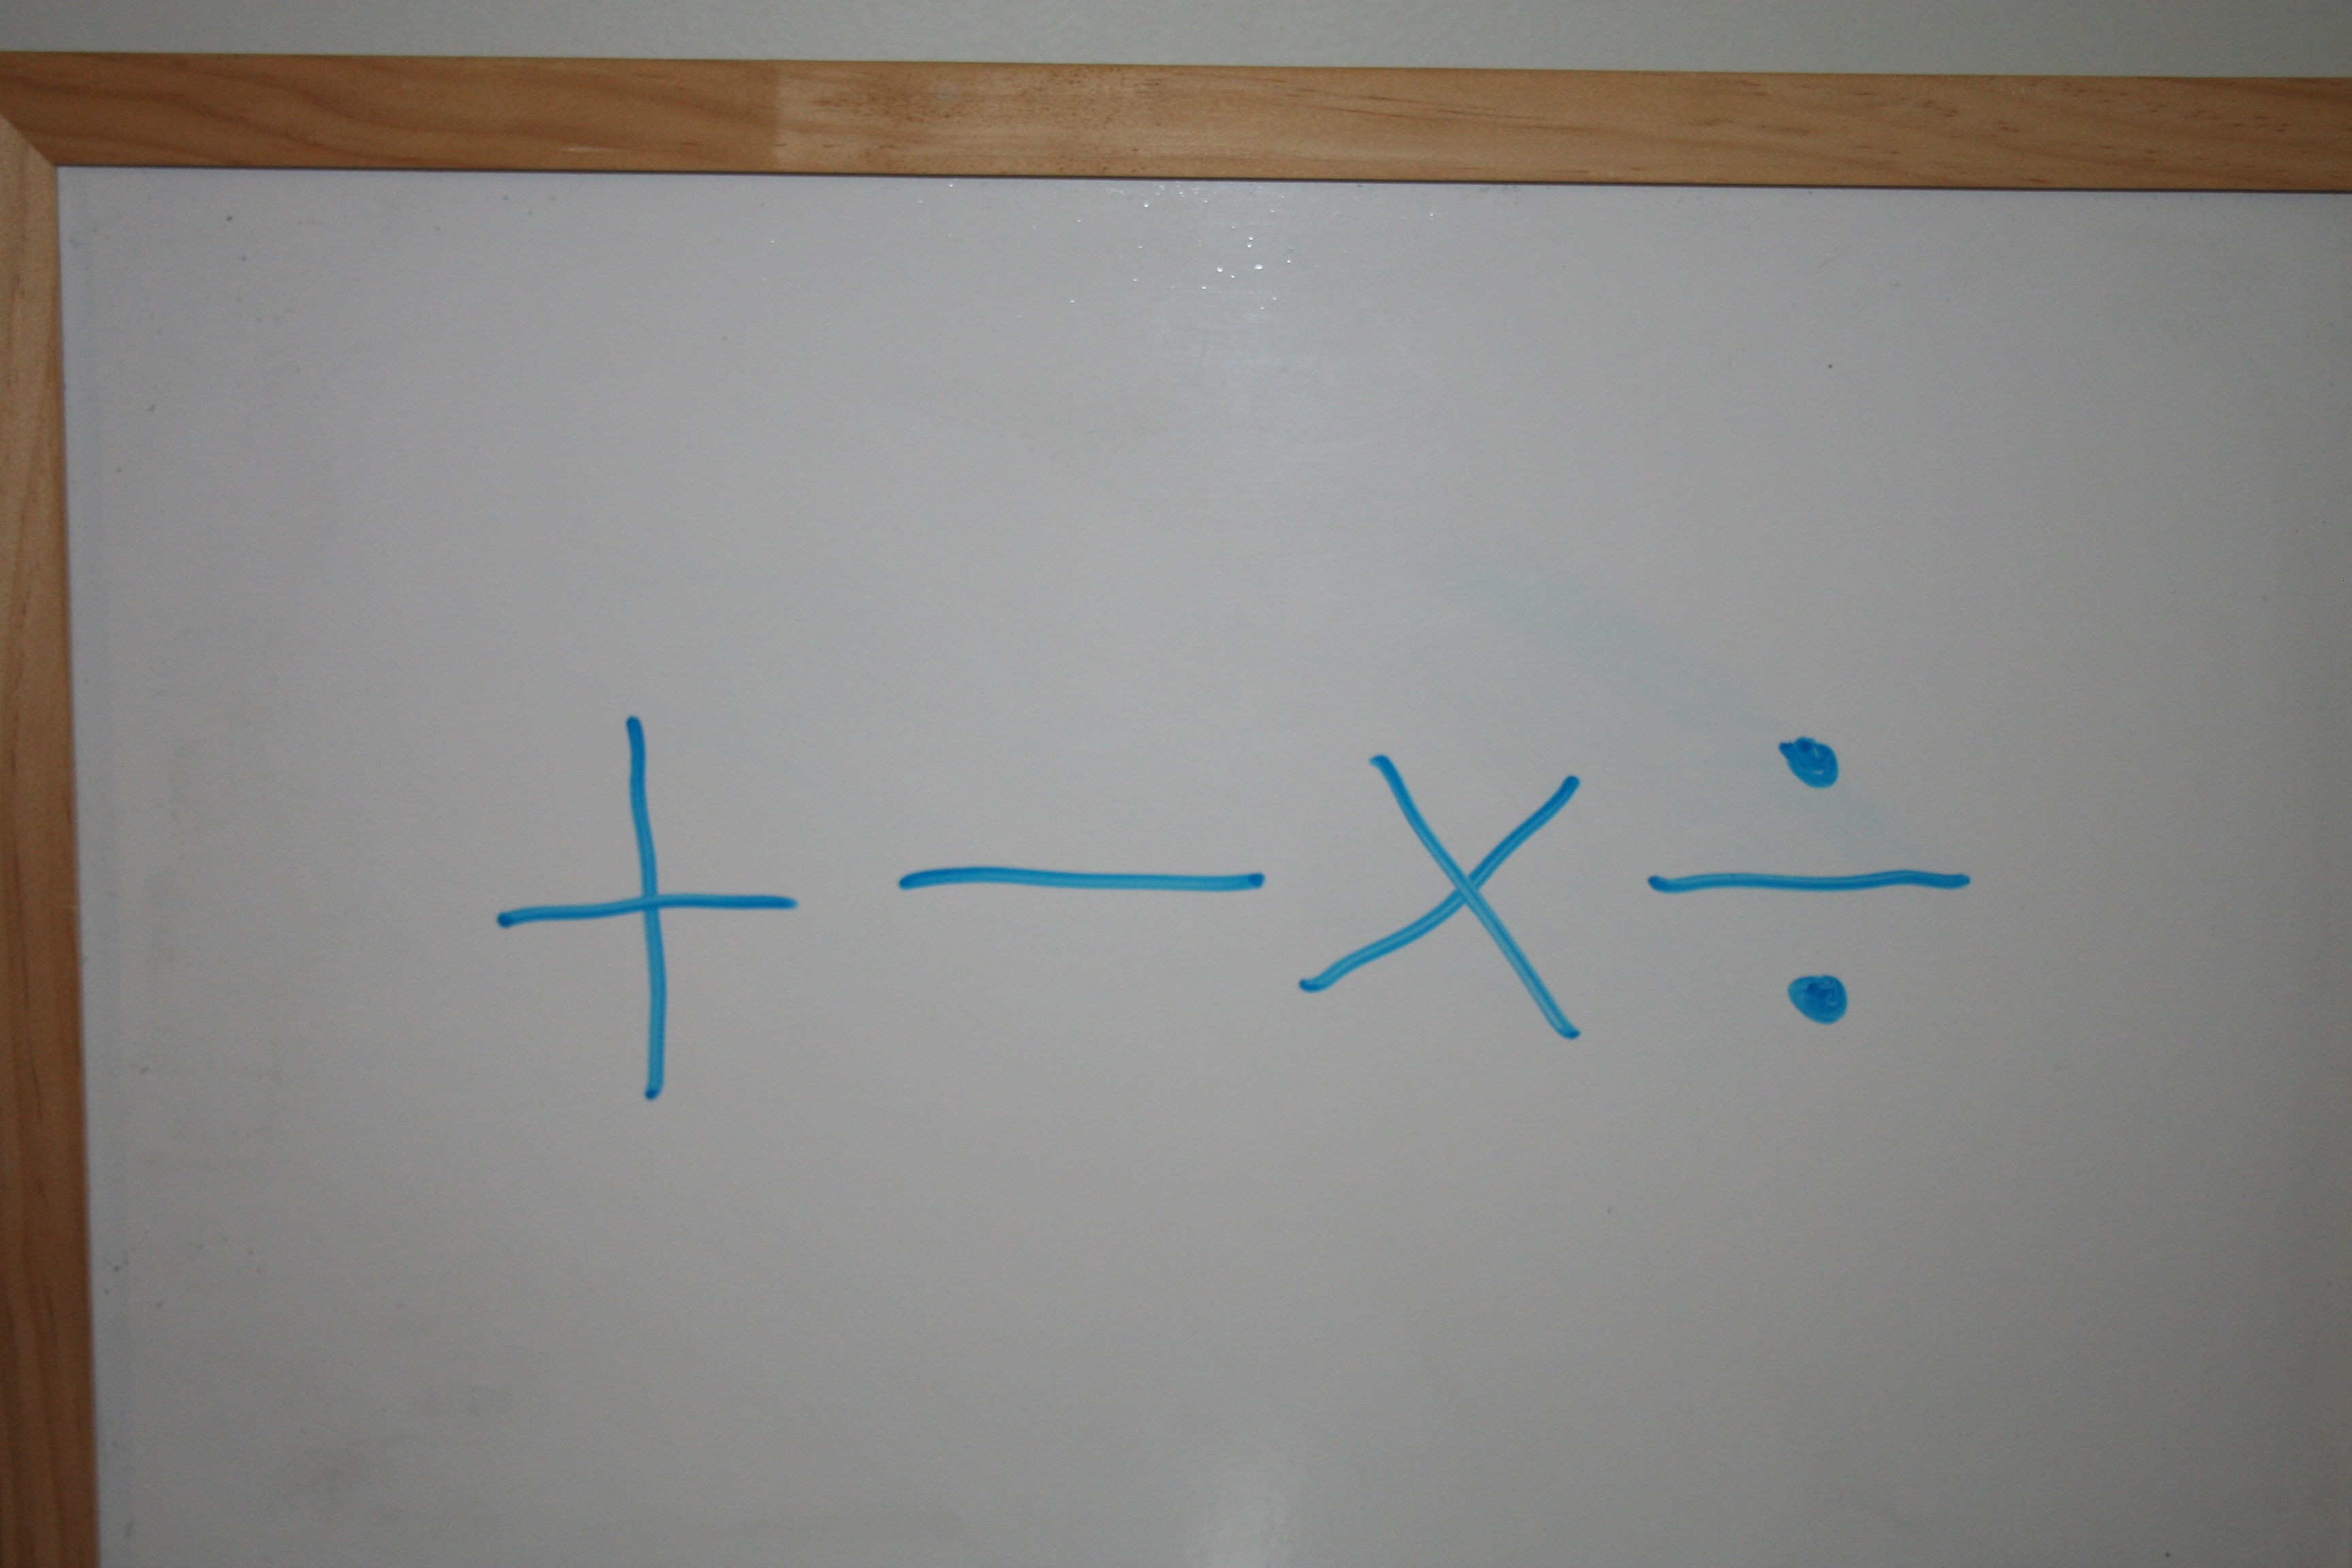 + − × ÷